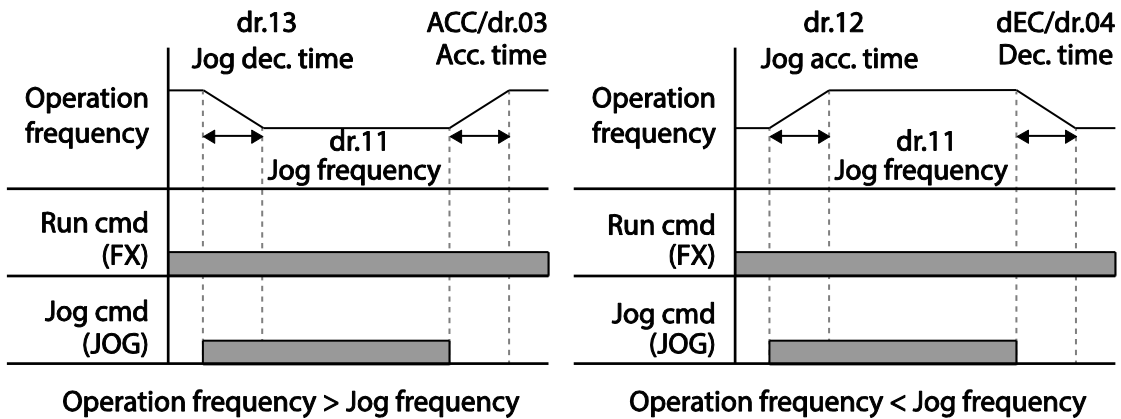 dr.13
Jog dec. time
ACC/dr.03
Acc. time
Operation
frequency
dr.11
Jog frequency
Run cmd
(FX)
Jog cmd
(JOG)
Operation frequency > Jog frequency
dr.12
Jog acc. time
dEC/dr.04
Dec. time
Operation
frequency
dr.11
Jog frequency
Run cmd
(FX)
Jog cmd
(JOG)
Operation frequency < Jog frequency